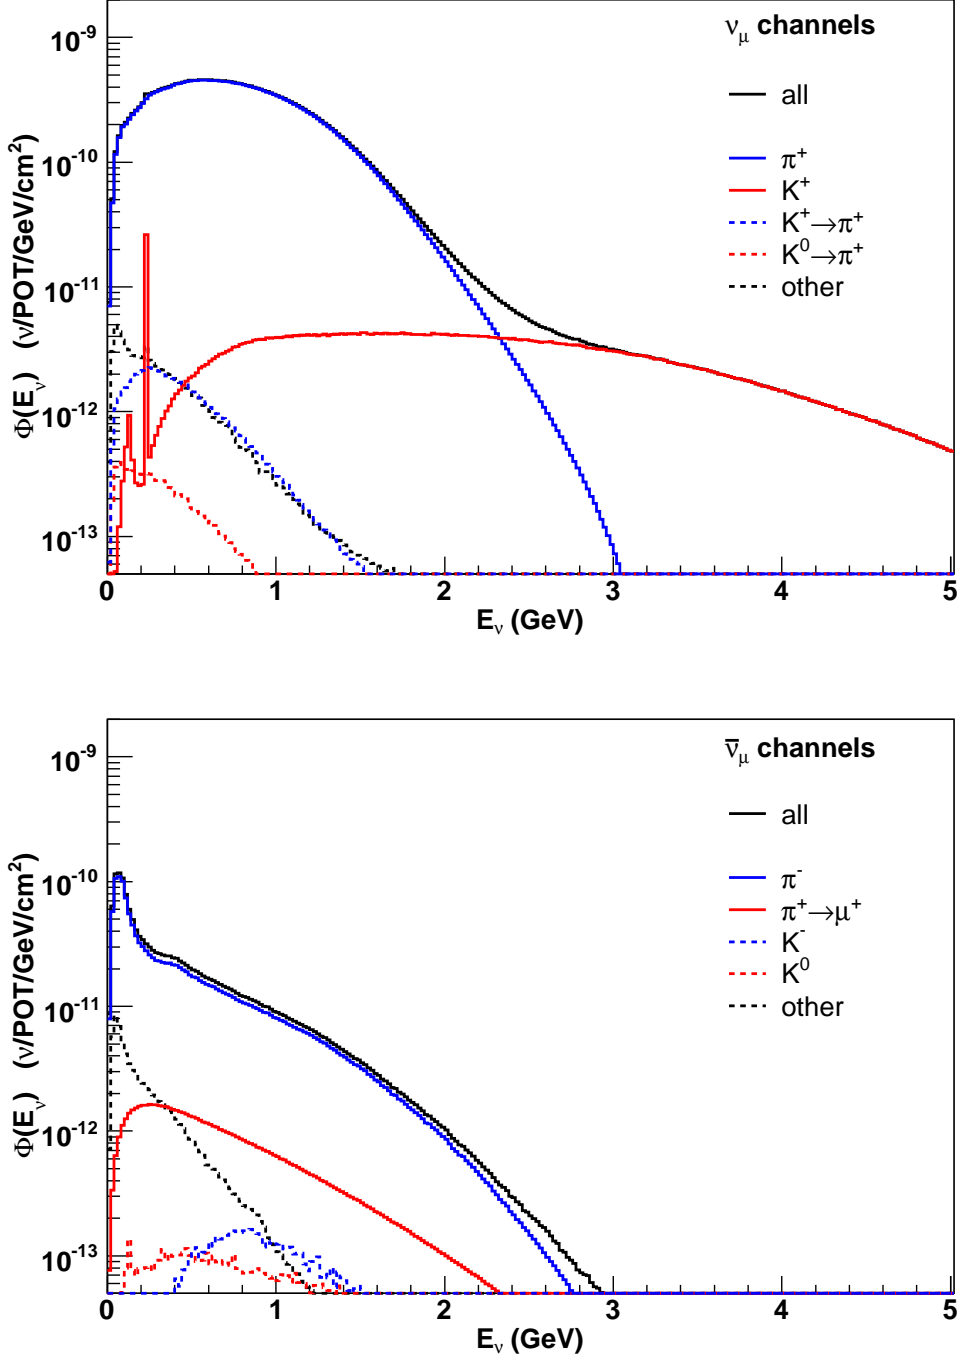 ν_μ channels
all
π⁺
K⁺
K⁺→π⁺
K⁰→π⁺
other
Φ(E_ν) (ν/POT/GeV/cm²)
10⁻⁹
10⁻¹⁰
10⁻¹¹
10⁻¹²
10⁻¹³
0 1 2 3 4 5
E_ν (GeV)
ν̄_μ channels
all
π⁻
π⁺→μ⁺
K⁻
K⁰
other
Φ(E_ν) (ν/POT/GeV/cm²)
10⁻⁹
10⁻¹⁰
10⁻¹¹
10⁻¹²
10⁻¹³
0 1 2 3 4 5
E_ν (GeV)